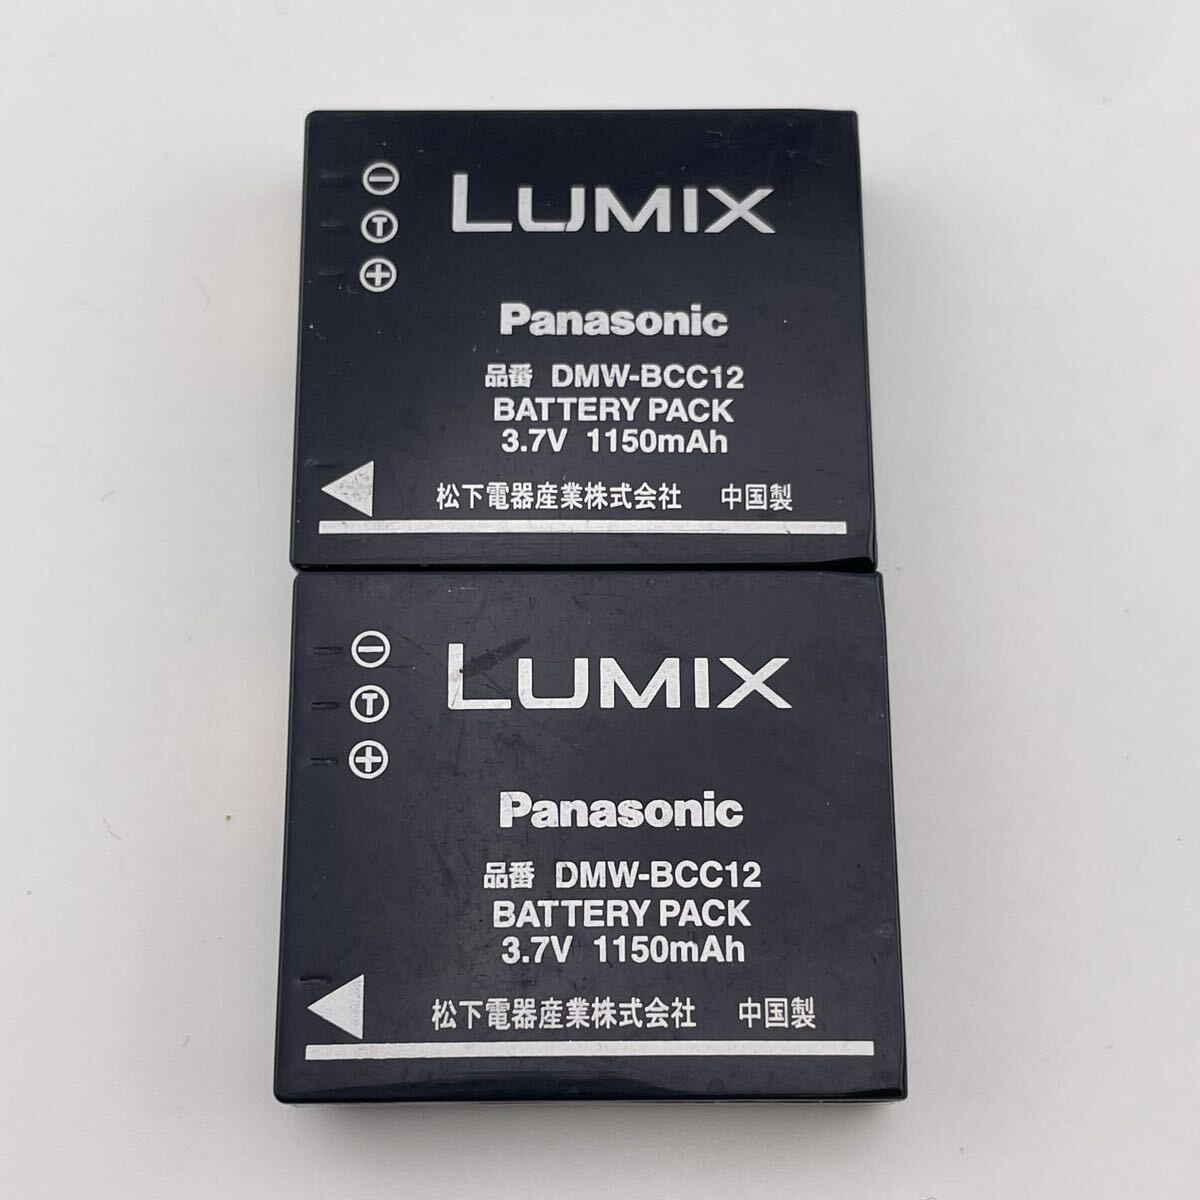 LUMIX
T
Panasonic
品番 DMW-BCC12
BATTERY PACK
3.7V 1150mAh
松下電器産業株式会社 中国製
LUMIX
T
Panasonic
品番 DMW-BCC12
BATTERY PACK
3.7V 1150mAh
松下電器産業株式会社 中国製